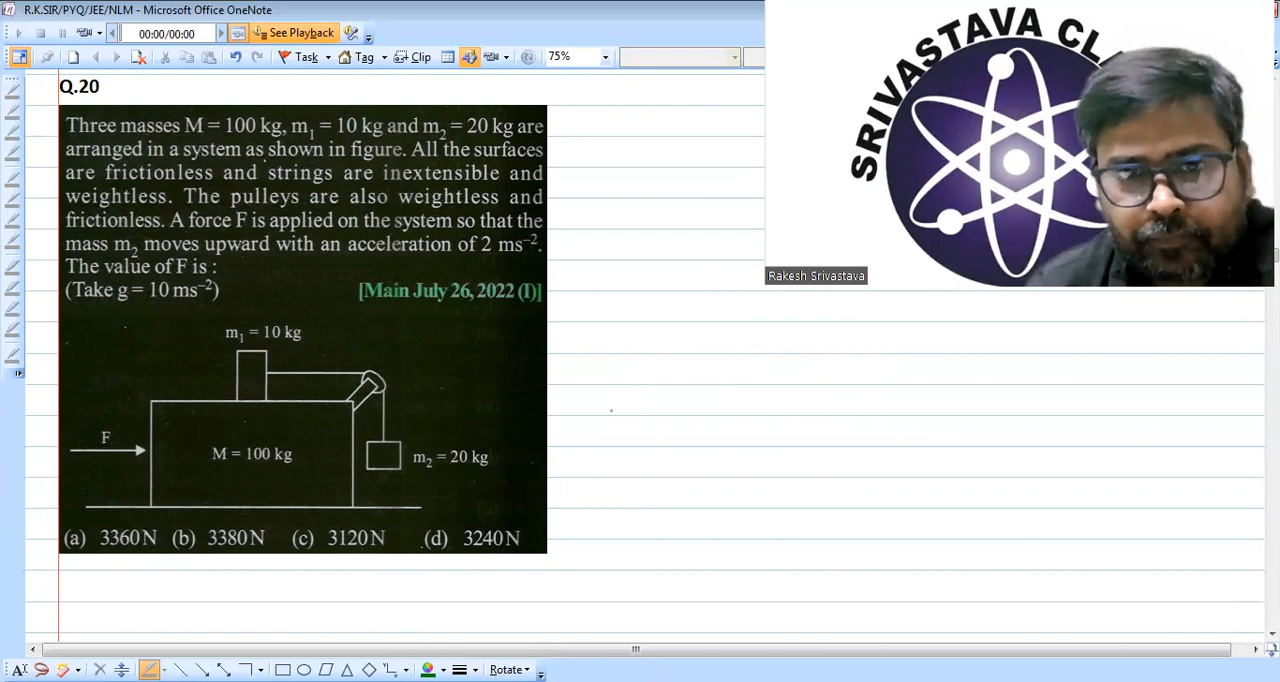 R.K.SIR/PYQ/JEE/NLM - Microsoft Office OneNote
00:00/00:00 See Playback
Task Tag Clip 75%
SRIVASTAVA CL
Rakesh Srivastava
Q.20
Three masses M = 100 kg, m₁ = 10 kg and m₂ = 20 kg are
arranged in a system as shown in figure. All the surfaces
are frictionless and strings are inextensible and
weightless. The pulleys are also weightless and
frictionless. A force F is applied on the system so that the
mass m₂ moves upward with an acceleration of 2 ms⁻².
The value of F is :
(Take g = 10 ms⁻²) [Main July 26, 2022 (I)]
m₁ = 10 kg
F
M = 100 kg
m₂ = 20 kg
(a) 3360N (b) 3380N (c) 3120N (d) 3240N
Rotate